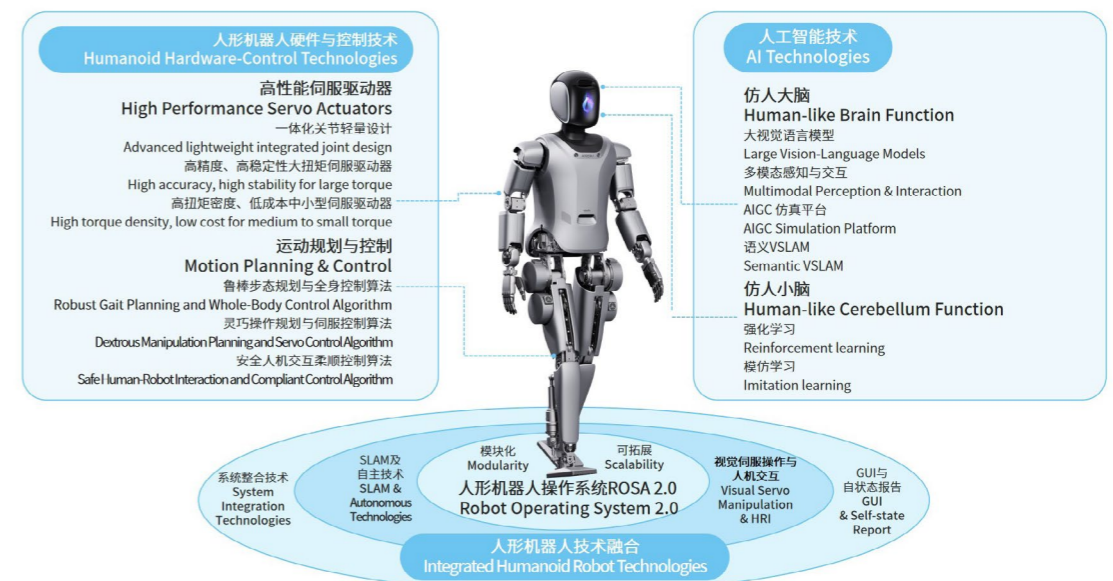 人形机器人硬件与控制技术
Humanoid Hardware-Control Technologies
高性能伺服驱动器
High Performance Servo Actuators
一体化关节轻量设计
Advanced lightweight integrated joint design
高精度、高稳定性大扭矩伺服驱动器
High accuracy, high stability for large torque
高扭矩密度、低成本中小型伺服驱动器
High torque density, low cost for medium to small torque
运动规划与控制
Motion Planning & Control
鲁棒步态规划与全身控制算法
Robust Gait Planning and Whole-Body Control Algorithm
灵巧操作规划与伺服控制算法
Dextrous Manipulation Planning and Servo Control Algorithm
安全人机交互柔顺控制算法
Safe Human-Robot Interaction and Compliant Control Algorithm
人工智能技术
AI Technologies
仿人大脑
Human-like Brain Function
大视觉语言模型
Large Vision-Language Models
多模态感知与交互
Multimodal Perception & Interaction
AIGC 仿真平台
AIGC Simulation Platform
语义VSLAM
Semantic VSLAM
仿人小脑
Human-like Cerebellum Function
强化学习
Reinforcement learning
模仿学习
Imitation learning
系统整合技术
System
Integration
Technologies
SLAM及
自主技术
SLAM &
Autonomous
Technologies
模块化
Modularity
可拓展
Scalability
人形机器人操作系统ROSA 2.0
Robot Operating System 2.0
视觉伺服操作与
人机交互
Visual Servo
Manipulation
& HRI
GUI与
自状态报告
GUI
& Self-state
Report
人形机器人技术融合
Integrated Humanoid Robot Technologies